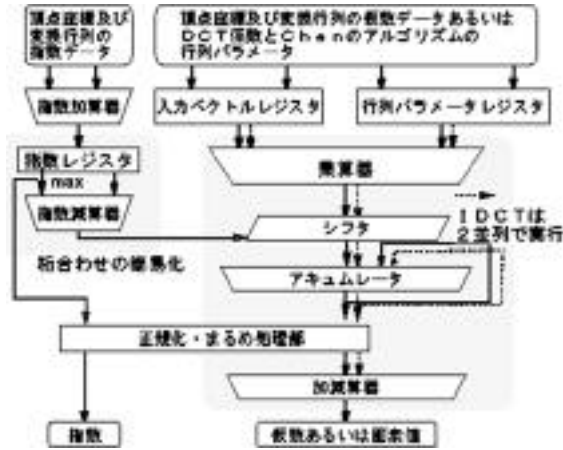 頂点座標及び
変換行列の
指数データ
頂点座標及び変換行列の仮数データあるいは
DCT係数とChenのアルゴリズムの
行列パラメータ
指数加算器
入力ベクトルレジスタ
行列パラメータレジスタ
指数レジスタ
乗算器
max
指数減算器
シフタ
IDCTは
2並列で実行
桁合わせの簡易化
アキュムレータ
正規化・まるめ処理部
加減算器
指数
仮数あるいは画素値